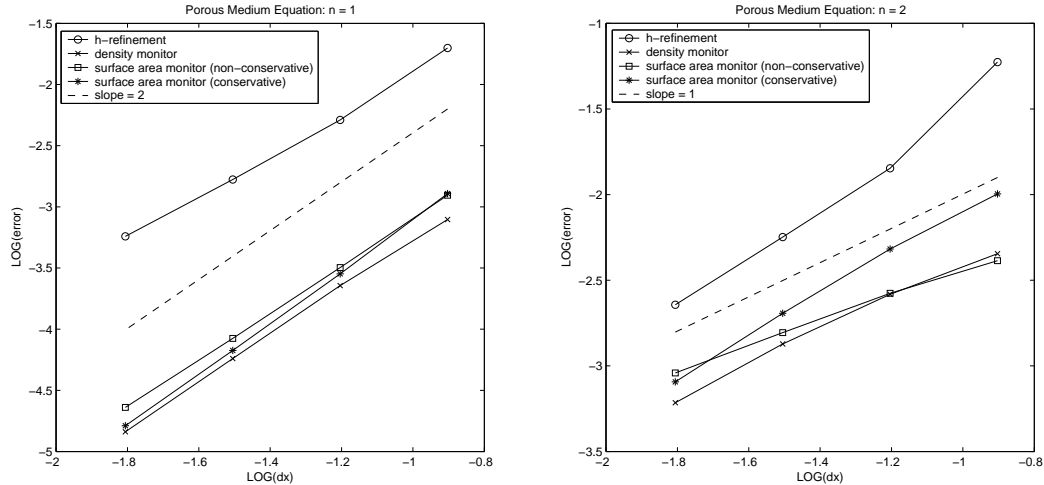 Porous Medium Equation: n = 1
−1.5
−2
−2.5
−3
−3.5
−4
−4.5
−5
LOG(error)
h−refinement
density monitor
surface area monitor (non−conservative)
surface area monitor (conservative)
slope = 2
−2
−1.8
−1.6
−1.4
−1.2
−1
−0.8
LOG(dx)
Porous Medium Equation: n = 2
−1
−1.5
−2
−2.5
−3
−3.5
LOG(error)
h−refinement
density monitor
surface area monitor (non−conservative)
surface area monitor (conservative)
slope = 1
−2
−1.8
−1.6
−1.4
−1.2
−1
−0.8
LOG(dx)